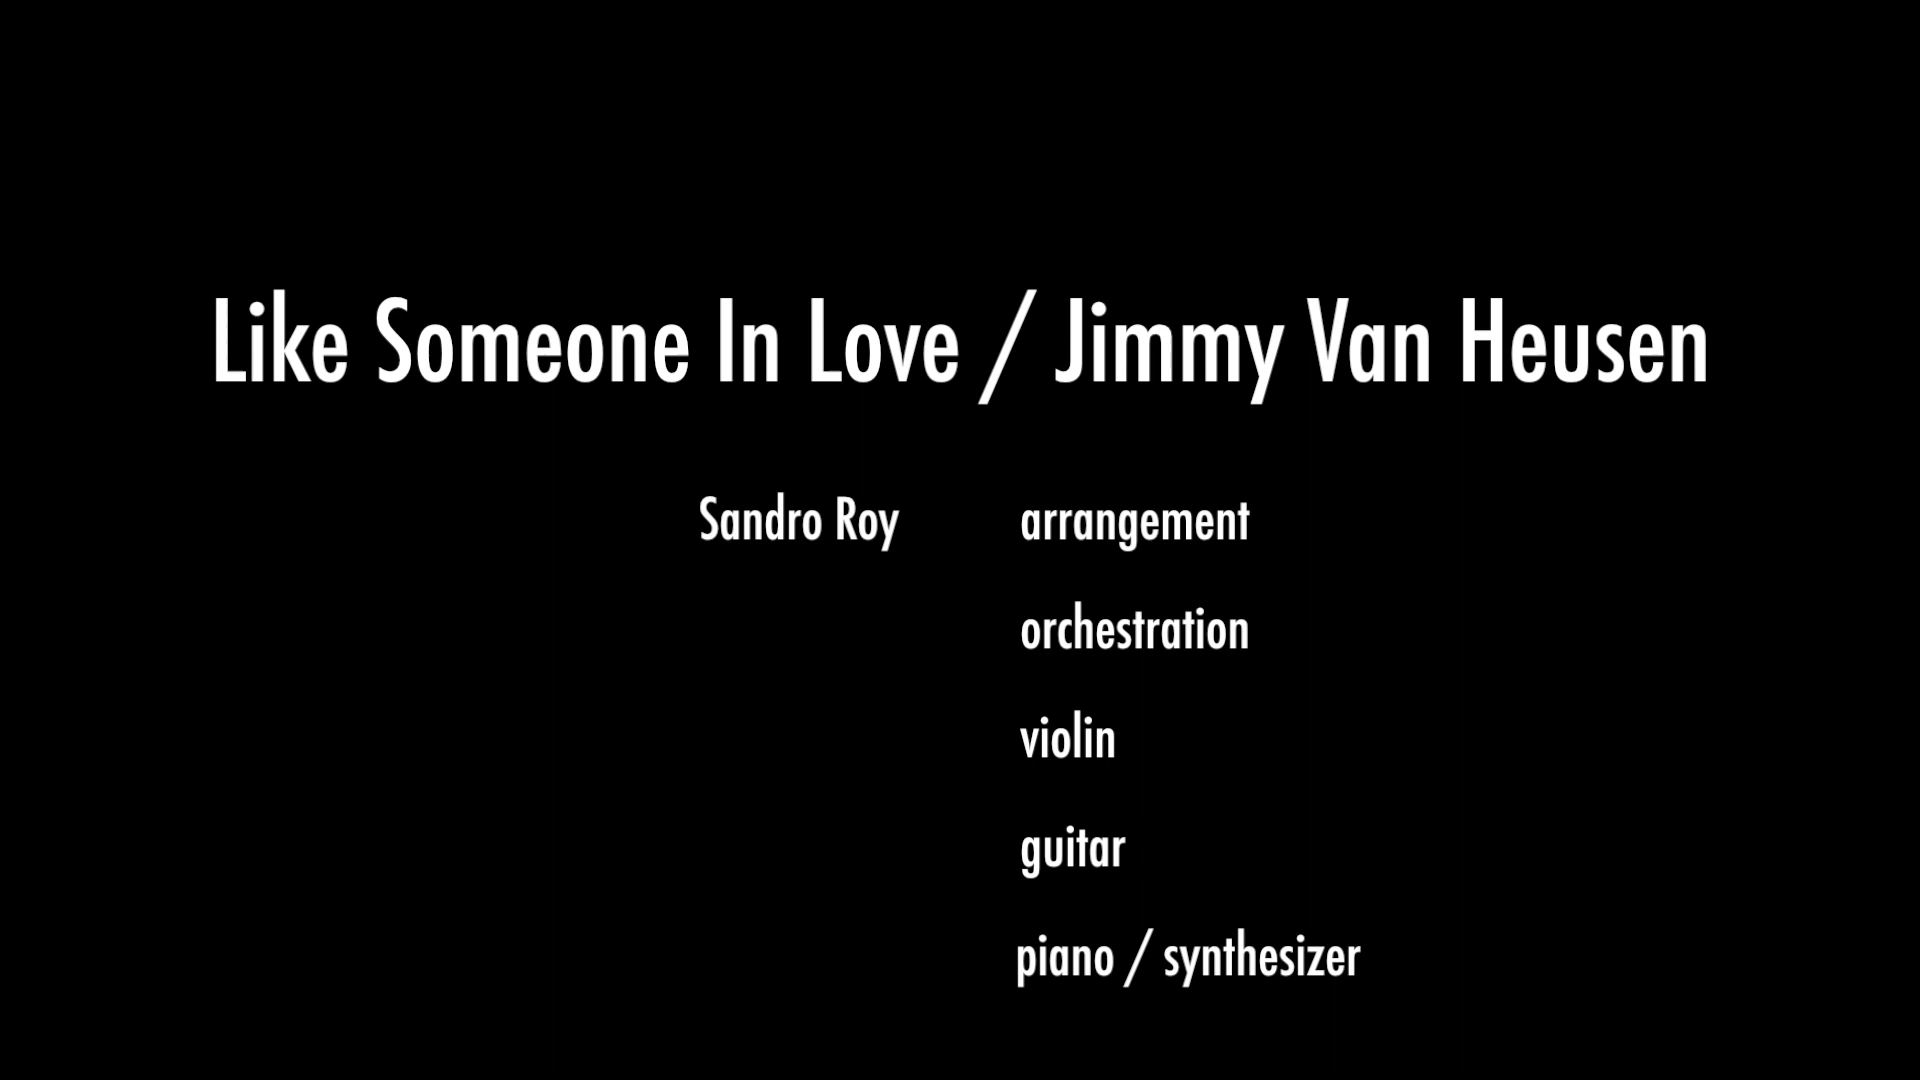 Like Someone In Love / Jimmy Van Heusen
Sandro Roy arrangement
orchestration
violin
guitar
piano / synthesizer